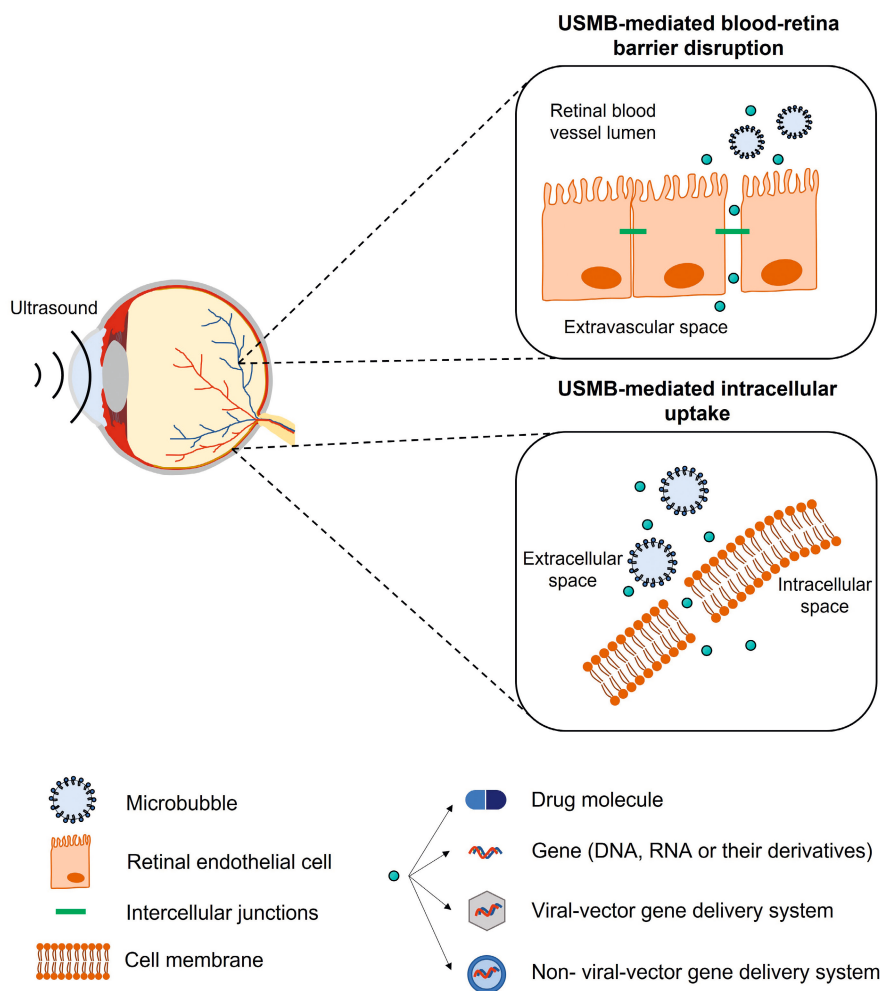 USMB-mediated blood-retina
barrier disruption
Retinal blood
vessel lumen
Extravascular space
Ultrasound
USMB-mediated intracellular
uptake
Extracellular
space
Intracellular
space
Microbubble
Retinal endothelial cell
Intercellular junctions
Cell membrane
Drug molecule
Gene (DNA, RNA or their derivatives)
Viral-vector gene delivery system
Non- viral-vector gene delivery system